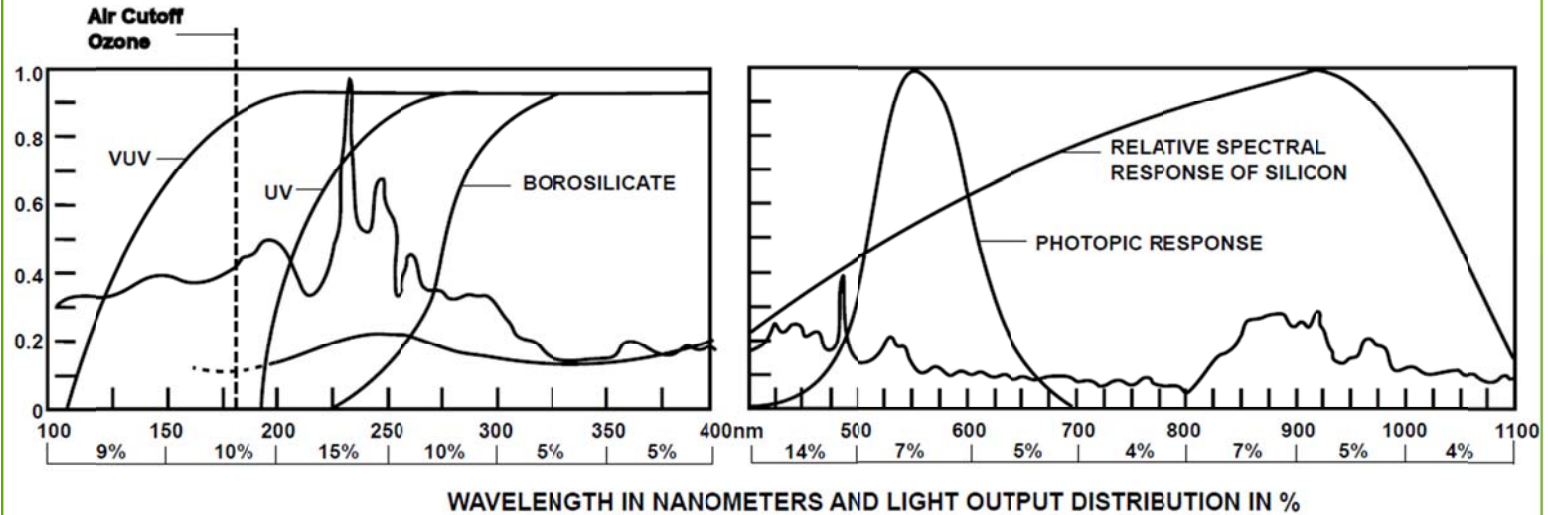 Air Cutoff
Ozone
1.0
0.8
0.6
0.4
0.2
0
VUV
UV
BOROSILICATE
RELATIVE SPECTRAL
RESPONSE OF SILICON
PHOTOPIC RESPONSE
100 150 200 250 300 350 400nm 500 600 700 800 900 1000 1100
9% 10% 15% 10% 5% 5% 14% 7% 5% 4% 7% 5% 4%
WAVELENGTH IN NANOMETERS AND LIGHT OUTPUT DISTRIBUTION IN %